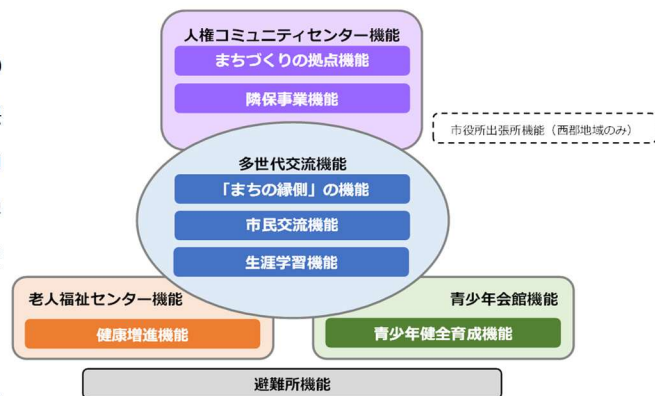 人権コミュニティセンター機能
まちづくりの拠点機能
隣保事業機能
市役所出張所機能（西郡地域のみ）
多世代交流機能
「まちの縁側」の機能
市民交流機能
生涯学習機能
老人福祉センター機能
健康増進機能
青少年会館機能
青少年健全育成機能
避難所機能